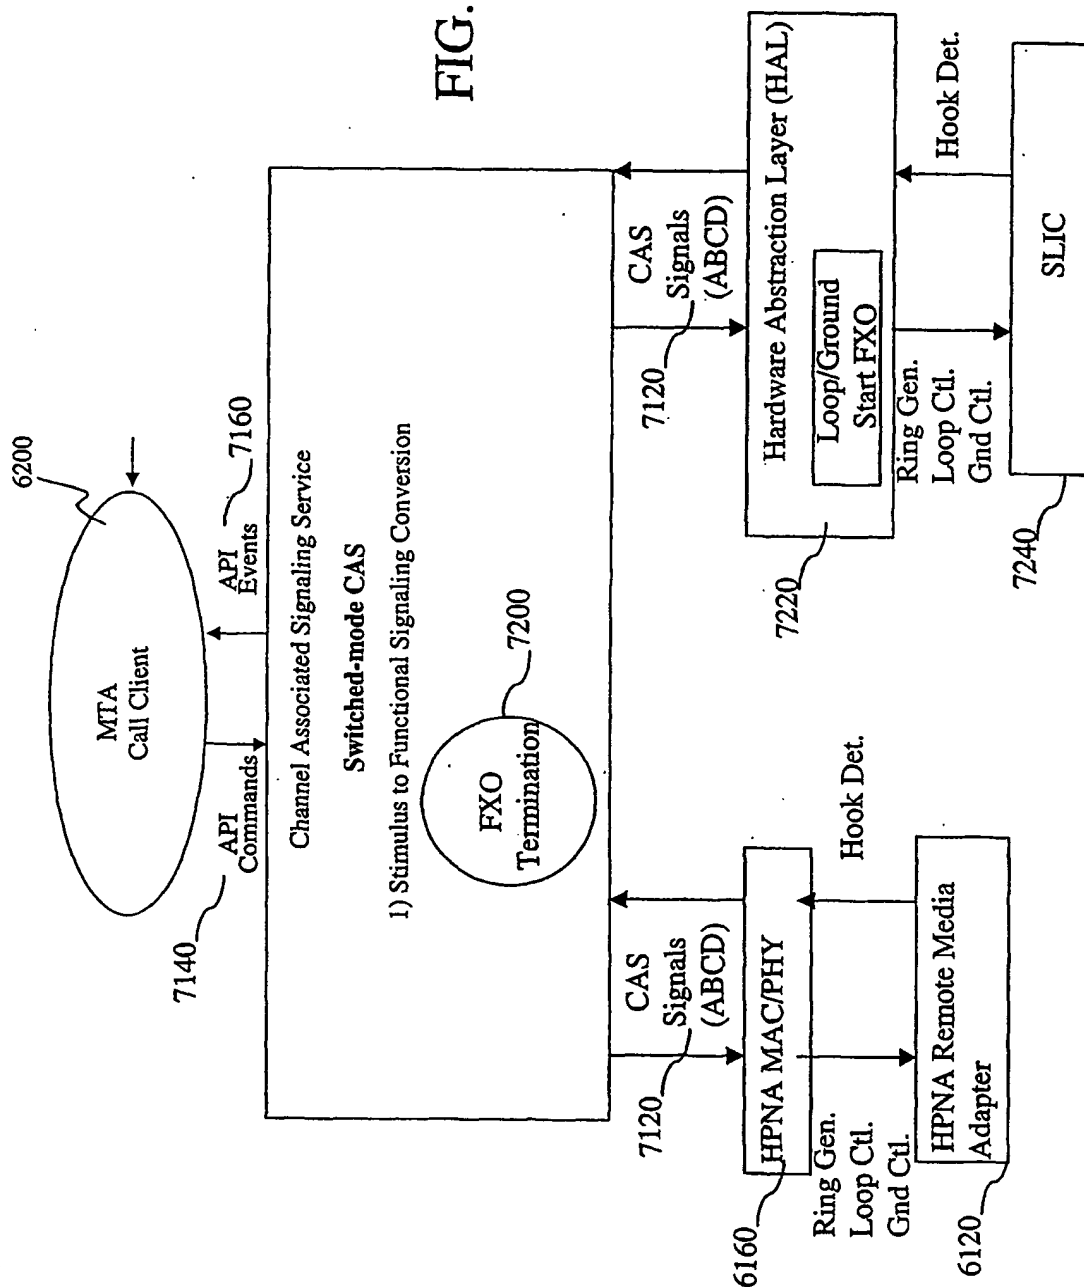 FIG.
6200
MTA
Call Client
7140
API
Commands
API
Events
7160
Channel Associated Signaling Service
Switched-mode CAS
1) Stimulus to Functional Signaling Conversion
FXO
Termination
7200
7120
CAS
Signals
(ABCD)
7120
CAS
Signals
(ABCD)
6160
HPNA MAC/PHY
Ring Gen.
Loop Ctl.
Gnd Ctl.
Hook Det.
HPNA Remote Media
Adapter
6120
7220
Hardware Abstraction Layer (HAL)
Loop/Ground
Start FXO
Ring Gen.
Loop Ctl.
Gnd Ctl.
Hook Det.
SLIC
7240